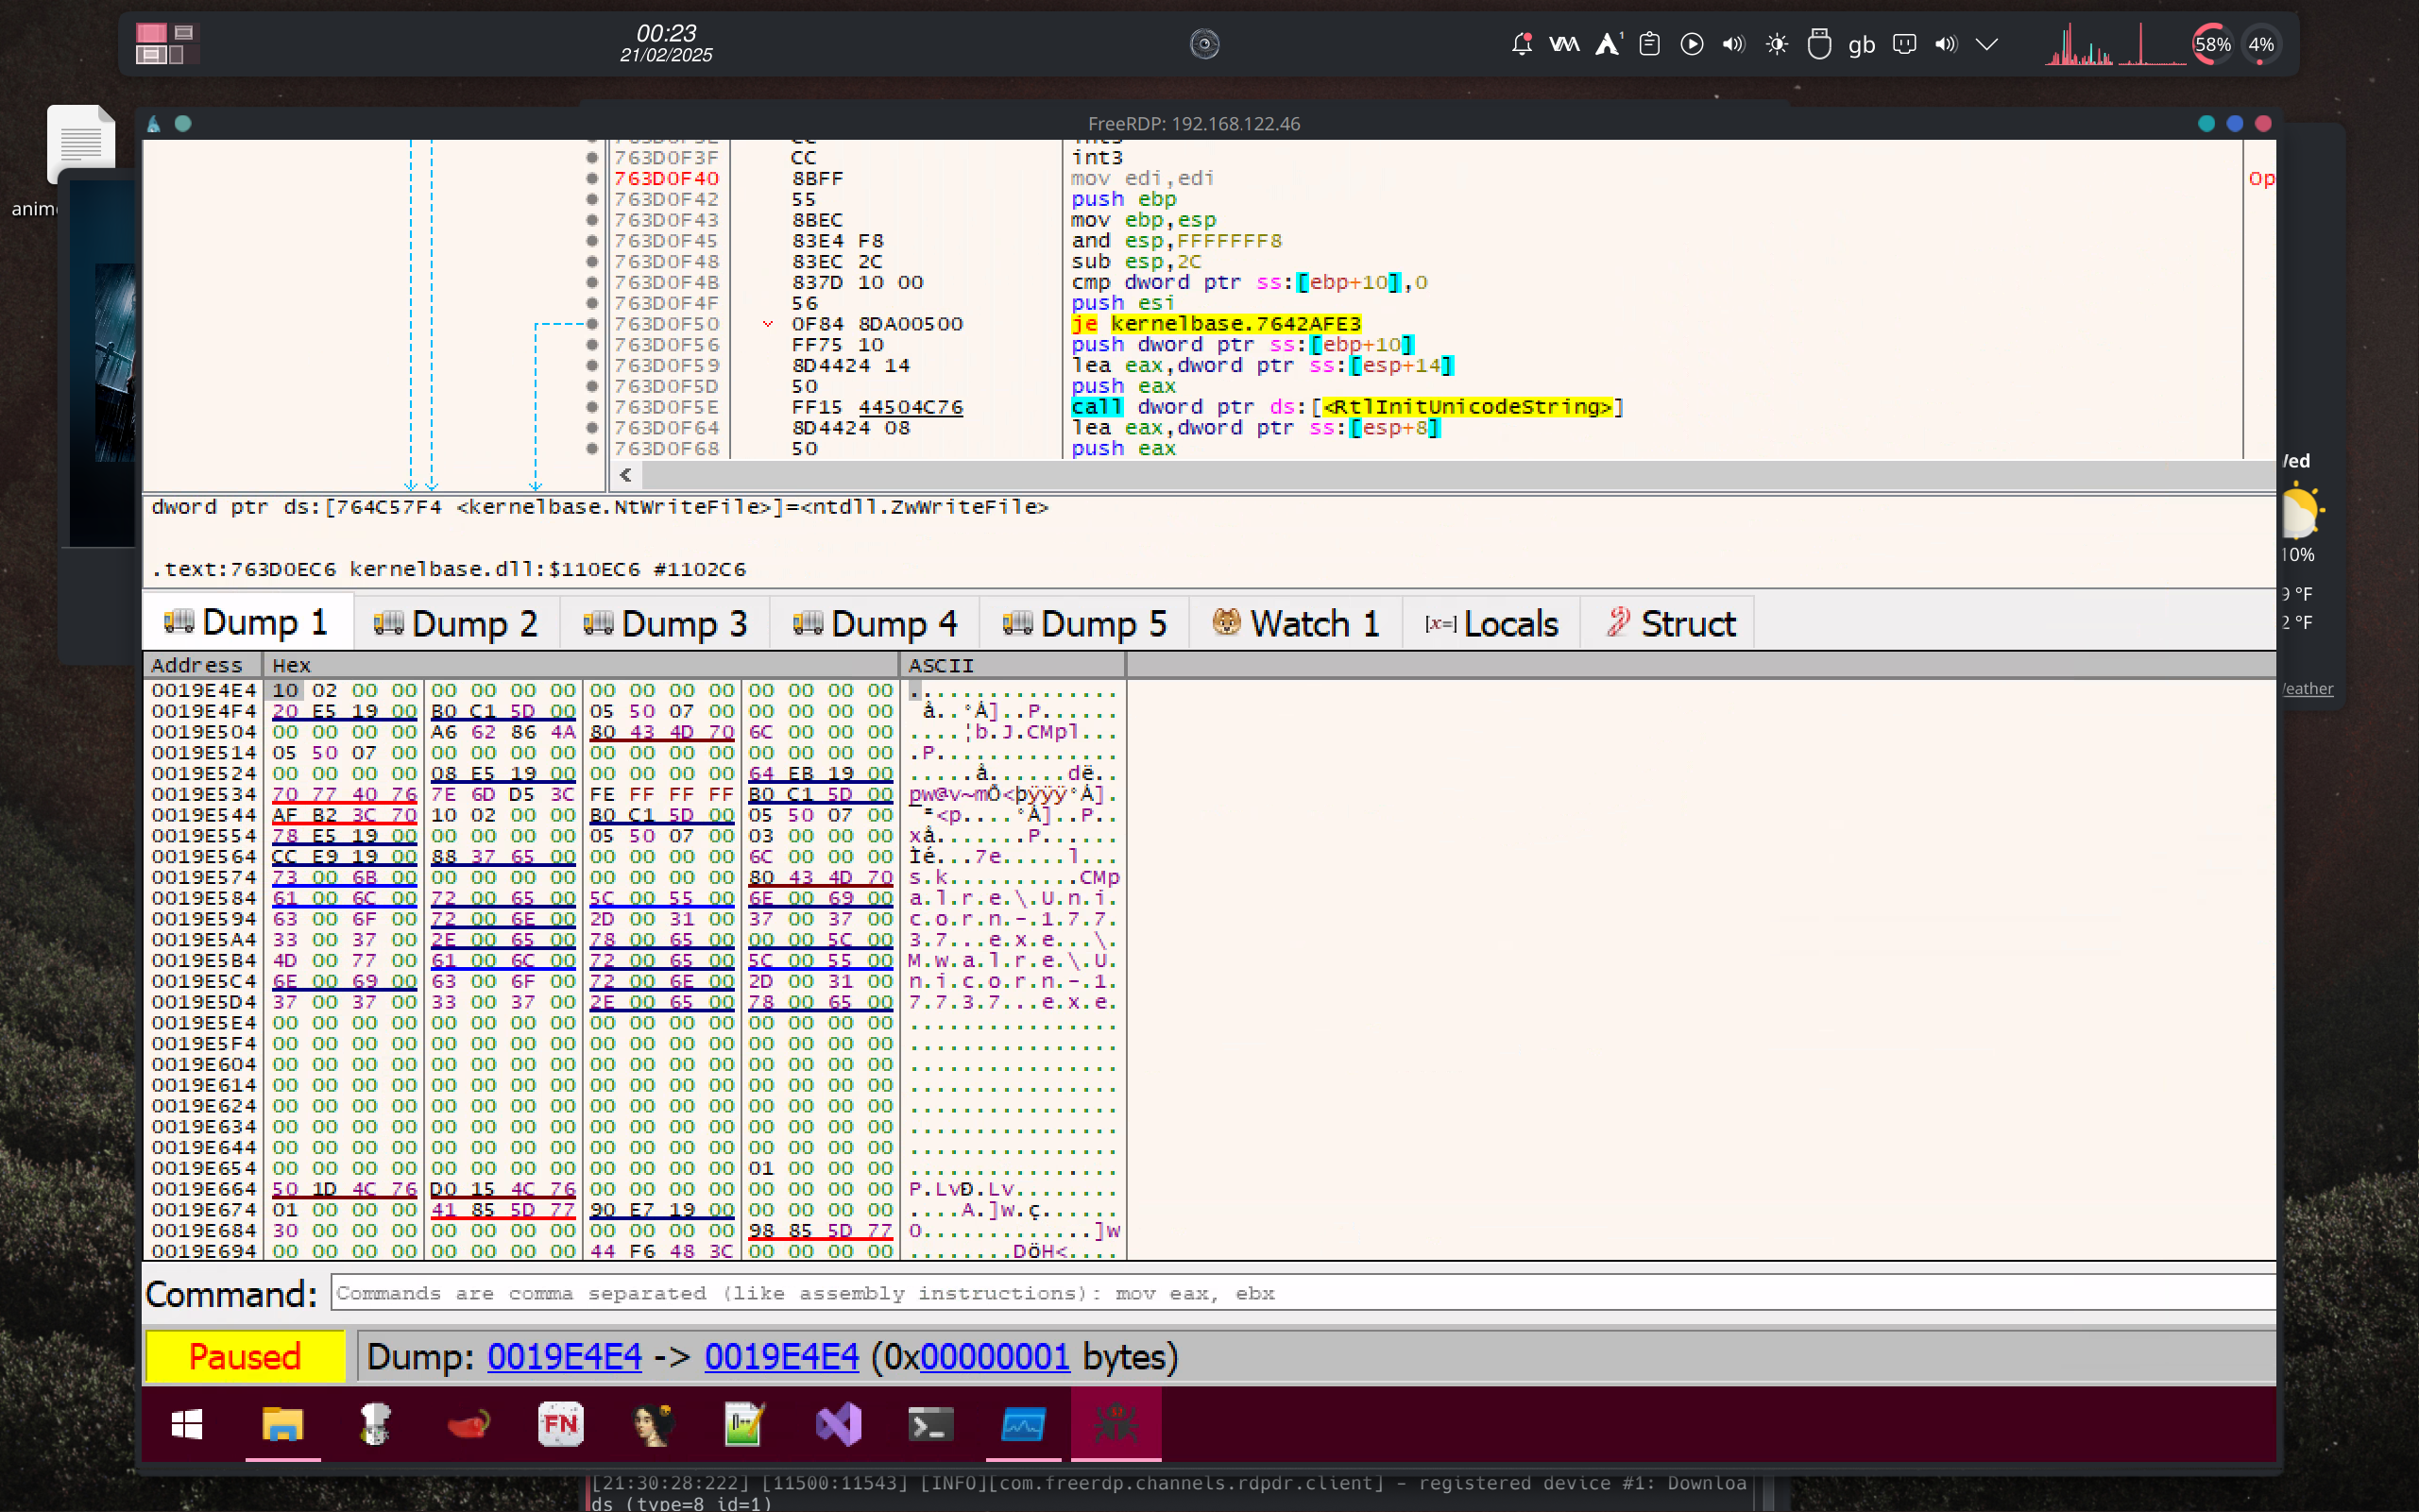 00:23
21/02/2025
1
gb
58%
4%
anim
FreeRDP: 192.168.122.46
763D0F3F CC int3
763D0F40 8BFF mov edi,edi Op
763D0F42 55 push ebp
763D0F43 8BEC mov ebp,esp
763D0F45 83E4 F8 and esp,FFFFFFF8
763D0F48 83EC 2C sub esp,2C
763D0F4B 837D 10 00 cmp dword ptr ss:[ebp+10],0
763D0F4F 56 push esi
763D0F50 0F84 8DA00500 je kernelbase.7642AFE3
763D0F56 FF75 10 push dword ptr ss:[ebp+10]
763D0F59 8D4424 14 lea eax,dword ptr ss:[esp+14]
763D0F5D 50 push eax
763D0F5E FF15 44504C76 call dword ptr ds:[<RtlInitUnicodeString>]
763D0F64 8D4424 08 lea eax,dword ptr ss:[esp+8]
763D0F68 50 push eax
dword ptr ds:[764C57F4 <kernelbase.NtWriteFile>]=<ntdll.ZwWriteFile>
.text:763D0EC6 kernelbase.dll:$110EC6 #1102C6
Dump 1 Dump 2 Dump 3 Dump 4 Dump 5 Watch 1 [x=] Locals Struct
Address Hex ASCII
0019E4E4 10 02 00 00 00 00 00 00 00 00 00 00 00 00 00 00 ................
0019E4F4 20 E5 19 00 B0 C1 5D 00 05 50 07 00 00 00 00 00  å..°Á]..P......
0019E504 00 00 00 00 A6 62 86 4A 80 43 4D 70 6C 00 00 00 ....¦b.J.CMpl...
0019E514 05 50 07 00 00 00 00 00 00 00 00 00 00 00 00 00 .P..............
0019E524 00 00 00 00 08 E5 19 00 00 00 00 00 64 EB 19 00 .....å......dë..
0019E534 70 77 40 76 7E 6D D5 3C FE FF FF FF B0 C1 5D 00 pw@v~mÕ<þÿÿÿ°Á].
0019E544 AF B2 3C 70 10 02 00 00 B0 C1 5D 00 05 50 07 00 ¯²<p....°Á]..P..
0019E554 78 E5 19 00 00 00 00 00 05 50 07 00 03 00 00 00 xå.......P......
0019E564 CC E9 19 00 88 37 65 00 00 00 00 00 6C 00 00 00 Ìé...7e.....l...
0019E574 73 00 6B 00 00 00 00 00 00 00 00 00 80 43 4D 70 s.k..........CMp
0019E584 61 00 6C 00 72 00 65 00 5C 00 55 00 6E 00 69 00 a.l.r.e.\.U.n.i.
0019E594 63 00 6F 00 72 00 6E 00 2D 00 31 00 37 00 37 00 c.o.r.n.-.1.7.7.
0019E5A4 33 00 37 00 2E 00 65 00 78 00 65 00 00 00 5C 00 3.7...e.x.e...\.
0019E5B4 4D 00 77 00 61 00 6C 00 72 00 65 00 5C 00 55 00 M.w.a.l.r.e.\.U.
0019E5C4 6E 00 69 00 63 00 6F 00 72 00 6E 00 2D 00 31 00 n.i.c.o.r.n.-.1.
0019E5D4 37 00 37 00 33 00 37 00 2E 00 65 00 78 00 65 00 7.7.3.7...e.x.e.
0019E5E4 00 00 00 00 00 00 00 00 00 00 00 00 00 00 00 00 ................
0019E5F4 00 00 00 00 00 00 00 00 00 00 00 00 00 00 00 00 ................
0019E604 00 00 00 00 00 00 00 00 00 00 00 00 00 00 00 00 ................
0019E614 00 00 00 00 00 00 00 00 00 00 00 00 00 00 00 00 ................
0019E624 00 00 00 00 00 00 00 00 00 00 00 00 00 00 00 00 ................
0019E634 00 00 00 00 00 00 00 00 00 00 00 00 00 00 00 00 ................
0019E644 00 00 00 00 00 00 00 00 00 00 00 00 00 00 00 00 ................
0019E654 00 00 00 00 00 00 00 00 00 00 00 00 01 00 00 00 ................
0019E664 50 1D 4C 76 D0 15 4C 76 00 00 00 00 00 00 00 00 P.LvÐ.Lv........
0019E674 01 00 00 00 41 85 5D 77 90 E7 19 00 00 00 00 00 ....A.]w.ç......
0019E684 30 00 00 00 00 00 00 00 00 00 00 00 98 85 5D 77 0.............]w
0019E694 00 00 00 00 00 00 00 00 44 F6 48 3C 00 00 00 00 ........DöH<....
Command: Commands are comma separated (like assembly instructions): mov eax, ebx
Paused Dump: 0019E4E4 -> 0019E4E4 (0x00000001 bytes)
FN
10%
9 °F
2 °F
[21:30:28:222] [11500:11543] [INFO][com.freerdp.channels.rdpdr.client] - registered device #1: Downloa
ds (type=8 id=1)